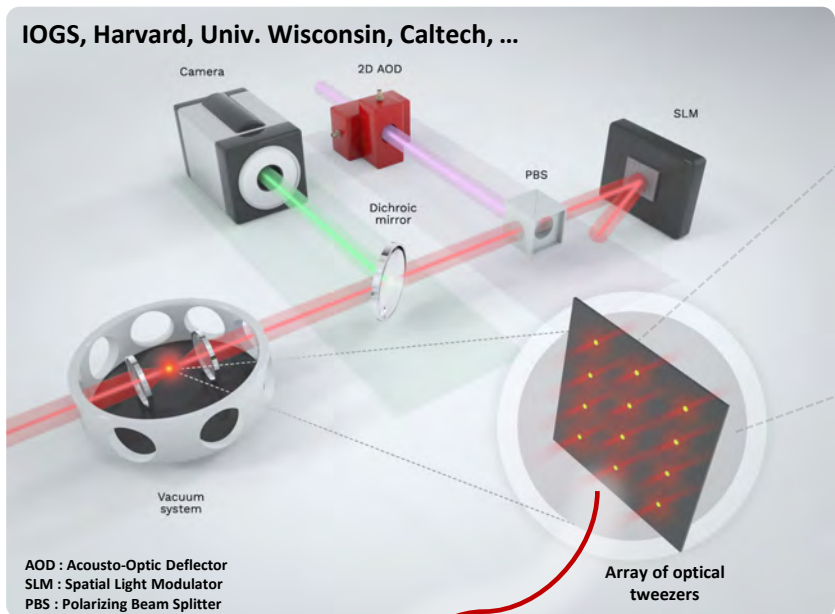 IOGS, Harvard, Univ. Wisconsin, Caltech, ...
Camera
2D AOD
SLM
PBS
Dichroic
mirror
Vacuum
system
AOD : Acousto-Optic Deflector
SLM : Spatial Light Modulator
PBS : Polarizing Beam Splitter
Array of optical
tweezers